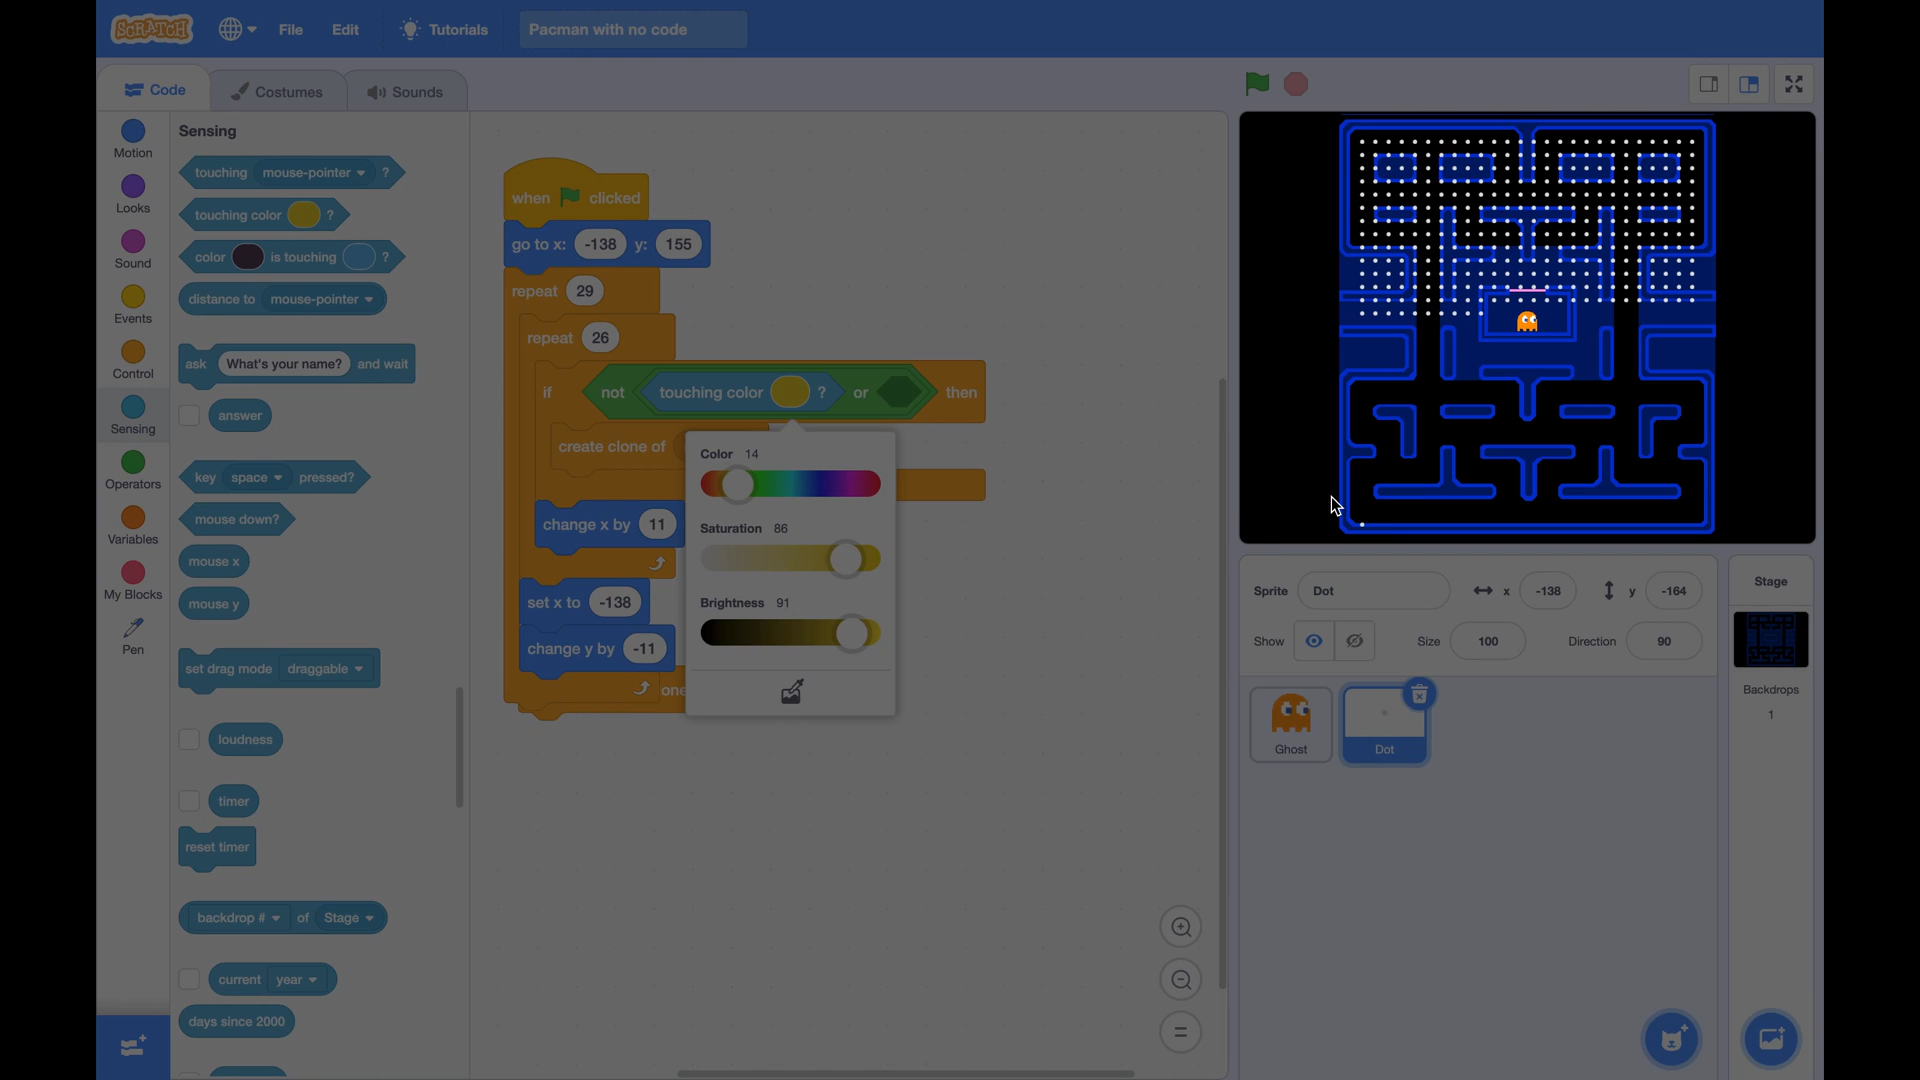 SCRATCH
File
Edit
Tutorials
Pacman with no code
Code
Costumes
Sounds
Motion
Looks
Sound
Events
Control
Sensing
Operators
Variables
My Blocks
Pen
Sensing
touching mouse-pointer ?
touching color ?
color is touching ?
distance to mouse-pointer
ask What's your name? and wait
answer
key space pressed?
mouse down?
mouse x
mouse y
set drag mode draggable
loudness
timer
reset timer
backdrop # of Stage
current year
days since 2000
when clicked
go to x: -138 y: 155
repeat 29
repeat 26
if not touching color ? or then
create clone of
change x by 11
set x to -138
change y by -11
one
Color 14
Saturation 86
Brightness 91
Sprite Dot x -138 y -164
Show Size 100 Direction 90
Ghost
Dot
Stage
Backdrops
1